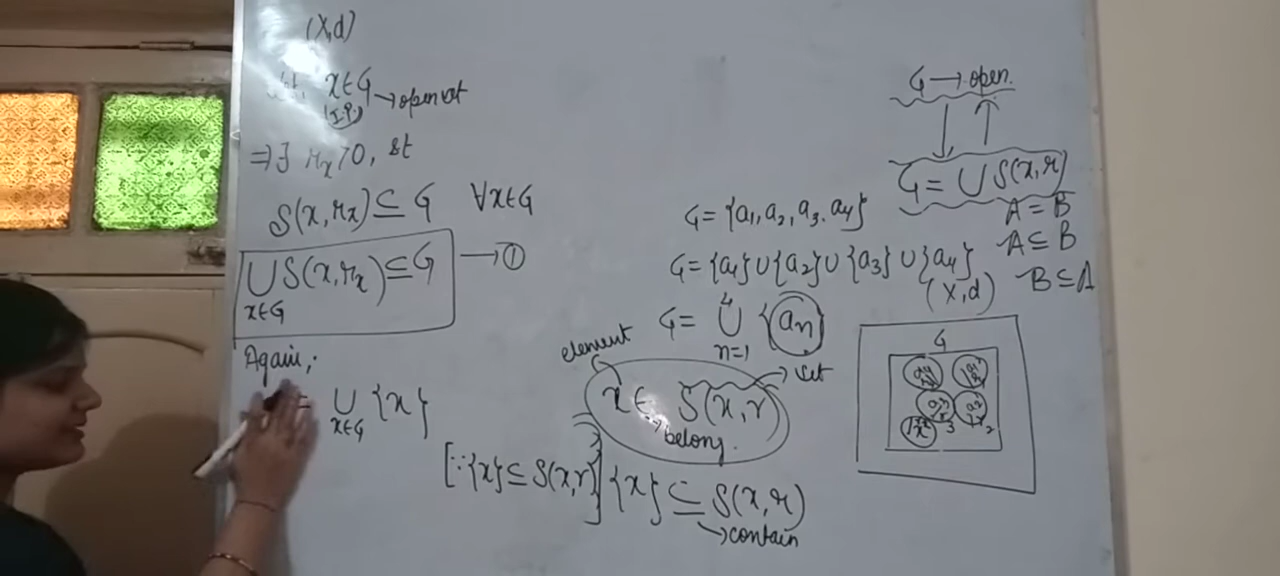 (X,d)
x∈G → open set
(I.P.)
⇒ ∃ r_x > 0, st
S(x, r_x) ⊆ G ∀x∈G
⋃ S(x, r_x) ⊆ G → ①
x∈G
Again,
= ⋃ {x}
x∈G
[∵ {x} ⊆ S(x, r)]
G → open.
G = ∪ S(x, r)
A = B
A ⊆ B
B ⊆ A
G = {a1, a2, a3, a4}
G = {a1} ∪ {a2} ∪ {a3} ∪ {a4}
(X, d)
4
G = ∪ {an}
n=1
element
set
x ∈ S(x, r)
belong.
{x} ⊆ S(x, r)
contain
G